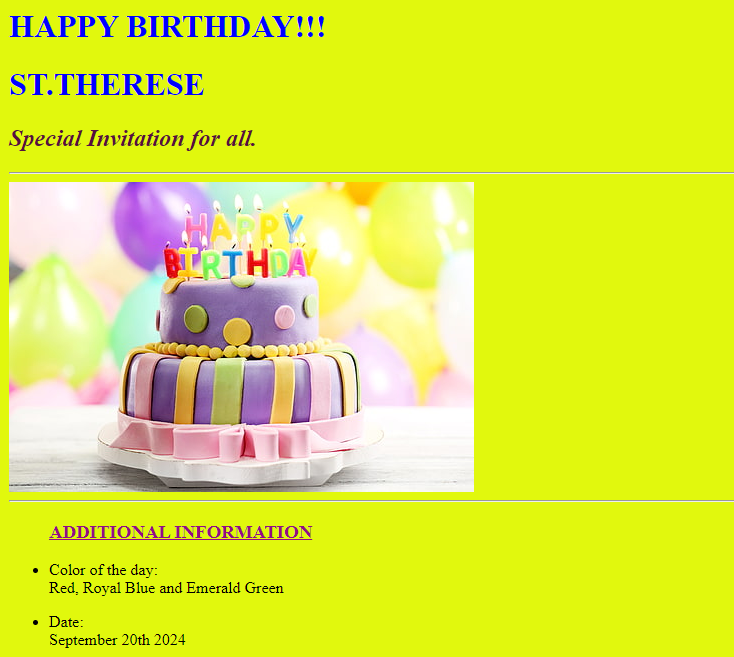 HAPPY BIRTHDAY!!!
ST.THERESE
Special Invitation for all.
HAPPY
BIRTHDAY
ADDITIONAL INFORMATION
Color of the day:
Red, Royal Blue and Emerald Green
Date:
September 20th 2024